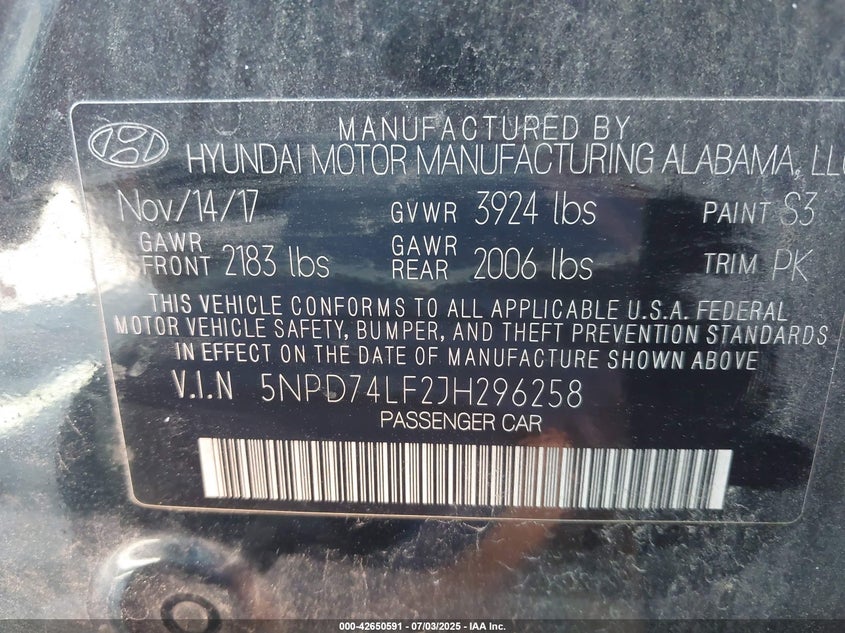 MANUFACTURED BY
HYUNDAI MOTOR MANUFACTURING ALABAMA, LLC
Nov/14/17 GVWR 3924 lbs PAINT S3
GAWR FRONT 2183 lbs GAWR REAR 2006 lbs TRIM PK
THIS VEHICLE CONFORMS TO ALL APPLICABLE U.S.A. FEDERAL
MOTOR VEHICLE SAFETY, BUMPER, AND THEFT PREVENTION STANDARDS
IN EFFECT ON THE DATE OF MANUFACTURE SHOWN ABOVE
V.I.N 5NPD74LF2JH296258
PASSENGER CAR
000-42650591 - 07/03/2025 - IAA Inc.